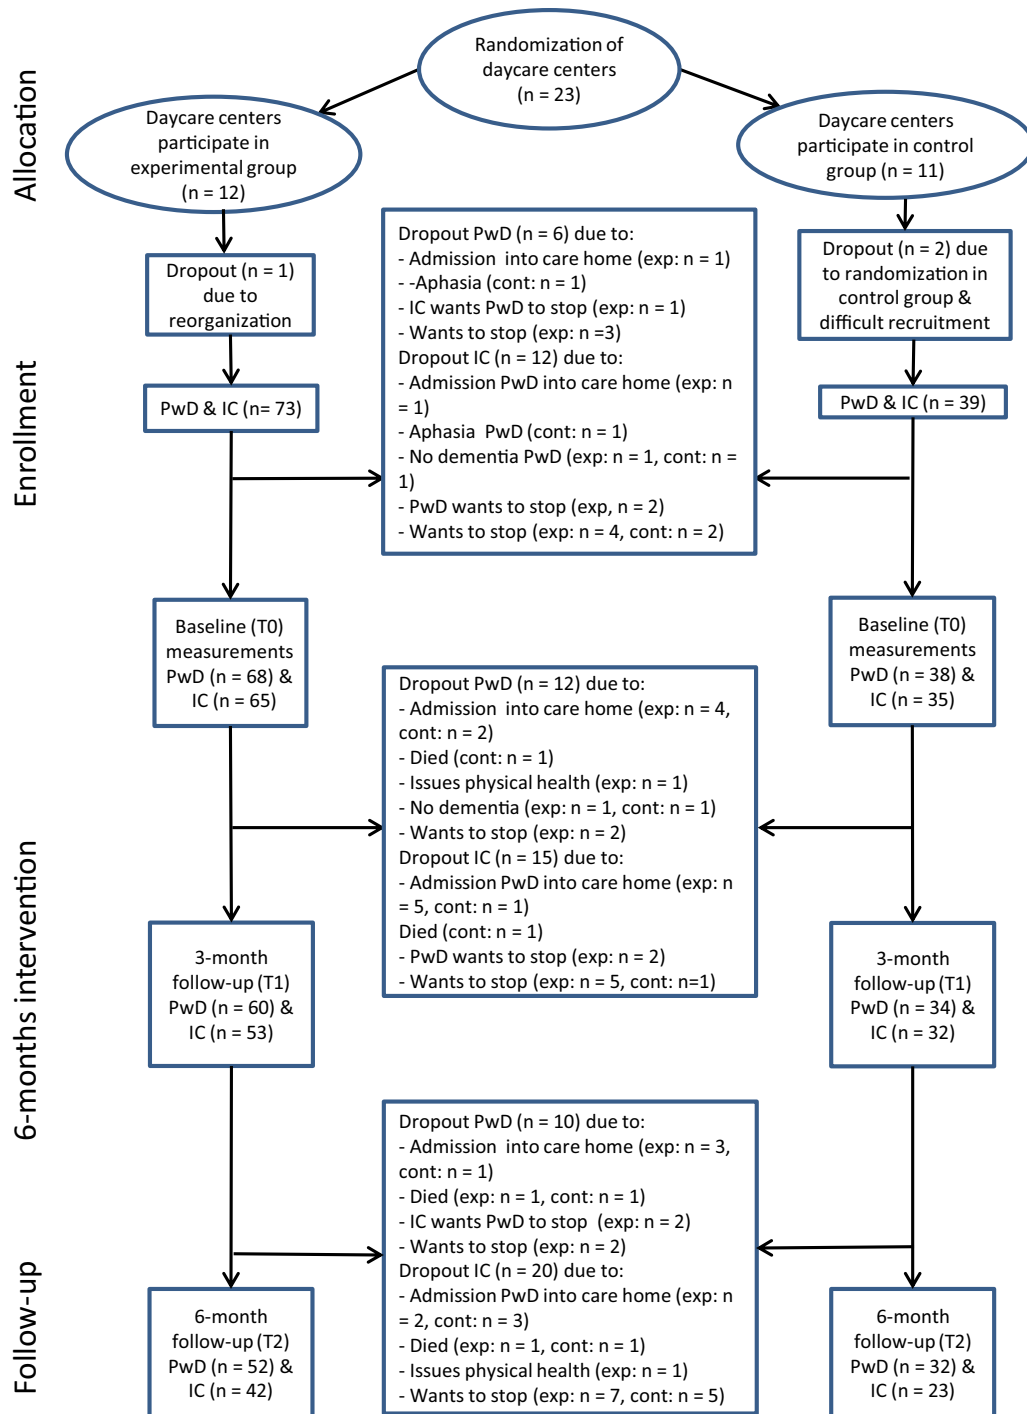 Allocation
Randomization of
daycare centers
(n = 23)
Daycare centers
participate in
experimental group
(n = 12)
Daycare centers
participate in control
group (n = 11)
Dropout (n = 1)
due to
reorganization
Dropout (n = 2) due
to randomization in
control group &
difficult recruitment
Enrollment
PwD & IC (n= 73)
PwD & IC (n = 39)
Dropout PwD (n = 6) due to:
- Admission  into care home (exp: n = 1)
- -Aphasia (cont: n = 1)
- IC wants PwD to stop (exp: n = 1)
- Wants to stop (exp: n =3)
Dropout IC (n = 12) due to:
- Admission PwD into care home (exp:
n = 1)
- Aphasia  PwD (cont: n = 1)
- No dementia PwD (exp: n = 1, cont: n =
1)
- PwD wants to stop (exp, n = 2)
- Wants to stop (exp: n = 4, cont: n = 2)
Baseline (T0)
measurements
PwD (n = 68) &
IC (n = 65)
Baseline (T0)
measurements
PwD (n = 38) &
IC (n = 35)
6-months intervention
Dropout PwD (n = 12) due to:
- Admission  into care home (exp: n = 4,
cont: n = 2)
- Died (cont: n = 1)
- Issues physical health (exp: n = 1)
- No dementia (exp: n = 1, cont: n = 1)
- Wants to stop (exp: n = 2)
Dropout IC (n = 15) due to:
- Admission PwD into care home (exp: n
= 5, cont: n = 1)
Died (cont: n = 1)
- PwD wants to stop (exp: n = 2)
- Wants to stop (exp: n = 5, cont: n=1)
3-month
follow-up (T1)
PwD (n = 60) &
IC (n = 53)
3-month
follow-up (T1)
PwD (n = 34) &
IC (n = 32)
Follow-up
Dropout PwD (n = 10) due to:
- Admission  into care home (exp: n = 3,
cont: n = 1)
- Died (exp: n = 1, cont: n = 1)
- IC wants PwD to stop  (exp: n = 2)
- Wants to stop (exp: n = 2)
Dropout IC (n = 20) due to:
- Admission PwD into care home (exp: n
= 2, cont: n = 3)
- Died (exp: n = 1, cont: n = 1)
- Issues physical health (exp: n = 1)
- Wants to stop (exp: n = 7, cont: n = 5)
6-month
follow-up (T2)
PwD (n = 52) &
IC (n = 42)
6-month
follow-up (T2)
PwD (n = 32) &
IC (n = 23)